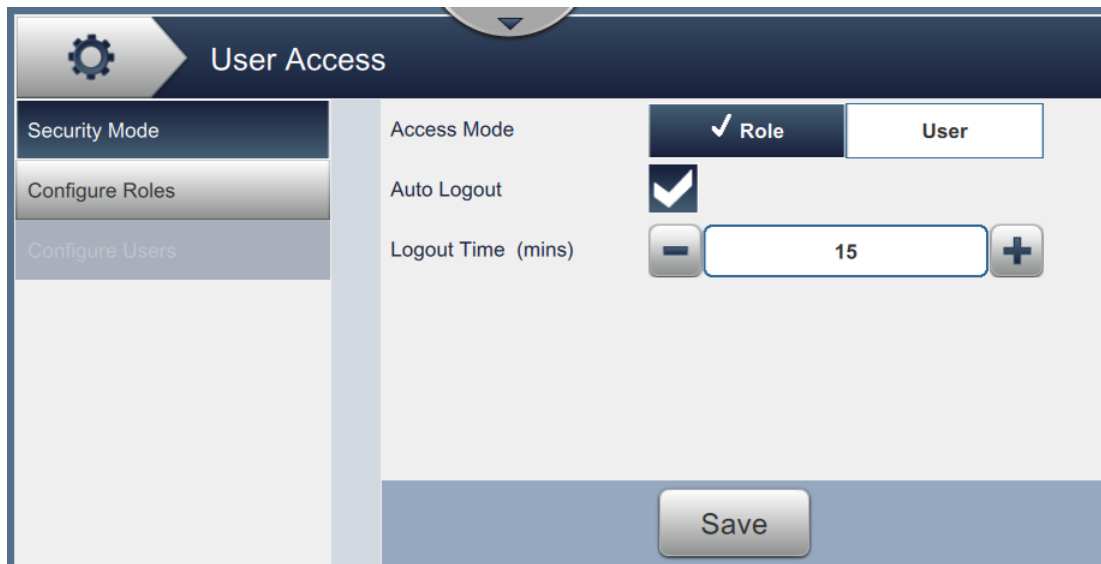 User Access
Security Mode
Configure Roles
Configure Users
Access Mode
Role
User
Auto Logout
Logout Time (mins)
15
Save